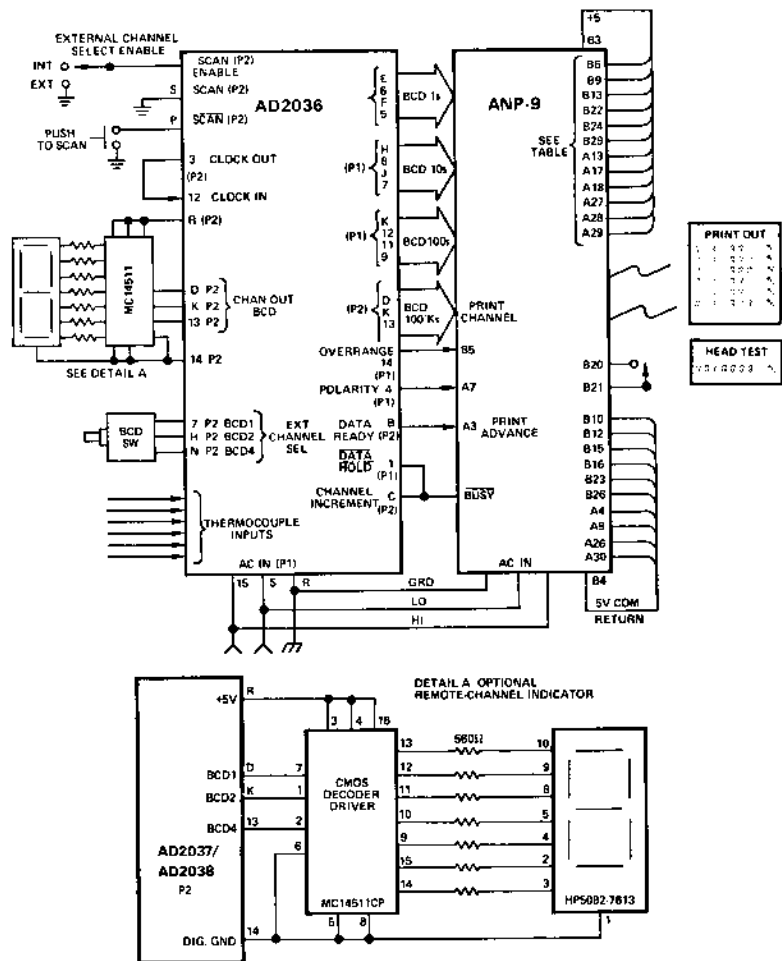 EXTERNAL CHANNEL
SELECT ENABLE
INT
EXT
SCAN (P2)
ENABLE
S SCAN (P2)
P SCAN (P2)
PUSH
TO SCAN
3 CLOCK OUT
(P2)
12 CLOCK IN
R (P2)
AD2036
MC14511
D P2
K P2
13 P2
CHAN OUT
BCD
14 P2
SEE DETAIL A
BCD
SW
7 P2 BCD1
H P2 BCD2
N P2 BCD4
EXT
CHANNEL
SEL
THERMOCOUPLE
INPUTS
AC IN (P1)
15 S R
E
6
F
5
BCD 1s
(P1)
H
8
J
7
BCD 10s
(P1)
K
12
11
9
BCD100s
(P2)
D
K
13
BCD
100'Ks
OVERRANGE
14
(P1)
POLARITY 4
(P1)
DATA B
READY (P2)
DATA 1
HOLD
(P1)
CHANNEL C
INCREMENT (P2)
ANP-9
PRINT
CHANNEL
B5
A7
A3 PRINT
ADVANCE
BUSY
AC IN
GRD
LO
HI
+5
B3
SEE
TABLE
B6
B9
B13
B22
B24
B29
A13
A17
A18
A27
A28
A29
B20
B21
B10
B12
B15
B16
B23
B26
A4
A9
A26
A30
B4
5V COM
RETURN
PRINT OUT
HEAD TEST
DETAIL A OPTIONAL
REMOTE-CHANNEL INDICATOR
+5V R
BCD1 D
BCD2 K
BCD4 13
AD2037/
AD2038
P2
DIG. GND 14
3 4 16
7
1
2
6
CMOS
DECODER
DRIVER
MC14511CP
5 8
13
12
11
10
9
15
14
560Ω
10
9
8
5
4
2
3
HP5082-7613
1